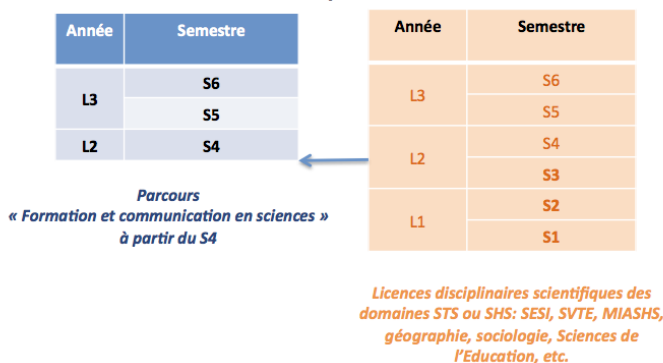 Année Semestre
L3 S6
S5
L2 S4
Parcours
« Formation et communication en sciences »
à partir du S4
Année Semestre
L3 S6
S5
L2 S4
S3
L1 S2
S1
Licences disciplinaires scientifiques des
domaines STS ou SHS: SESI, SVTE, MIASHS,
géographie, sociologie, Sciences de
l'Education, etc.